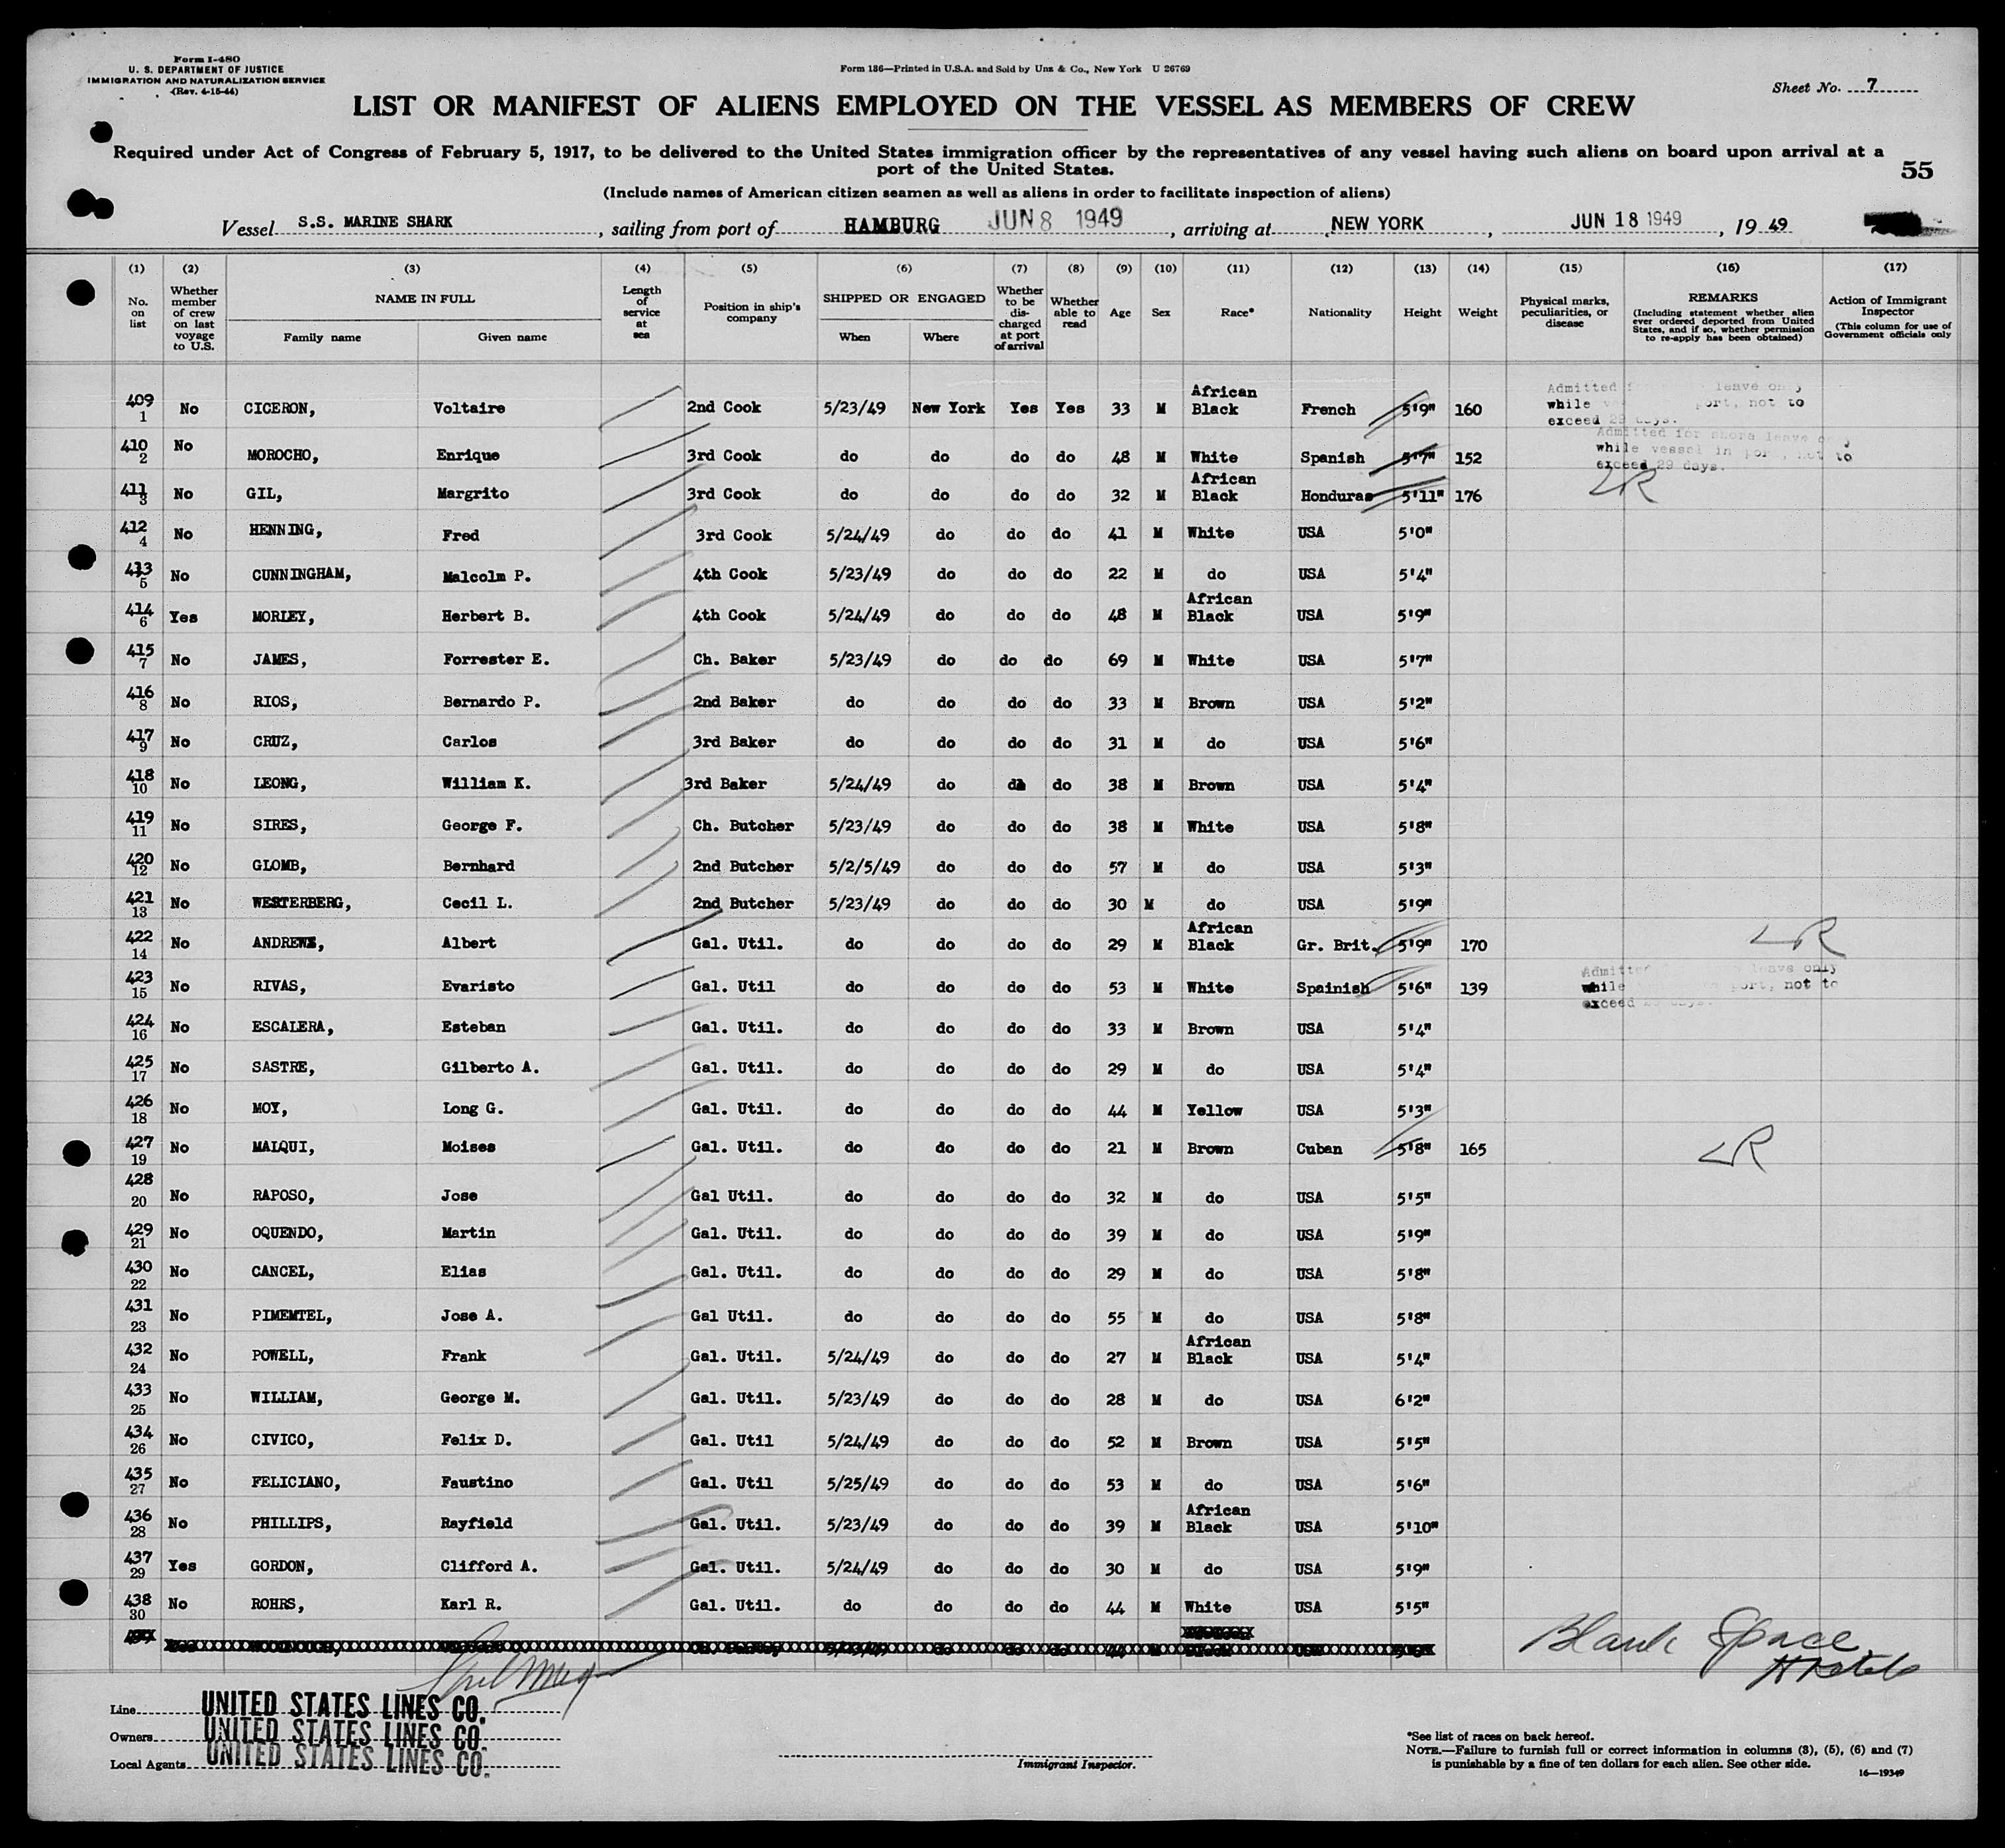 Form I-480
U. S. DEPARTMENT OF JUSTICE
IMMIGRATION AND NATURALIZATION SERVICE
(Rev. 4-15-44)
Form 136—Printed in U.S.A. and Sold by Unz & Co., New York U 26769
Sheet No. 7
LIST OR MANIFEST OF ALIENS EMPLOYED ON THE VESSEL AS MEMBERS OF CREW
Required under Act of Congress of February 5, 1917, to be delivered to the United States immigration officer by the representatives of any vessel having such aliens on board upon arrival at a
port of the United States.
55
(Include names of American citizen seamen as well as aliens in order to facilitate inspection of aliens)
Vessel S.S. MARINE SHARK, sailing from port of HAMBURG JUN 8 1949, arriving at NEW YORK, JUN 18 1949, 19 49
(1) (2) (3) (4) (5) (6) (7) (8) (9) (10) (11) (12) (13) (14) (15) (16) (17)
No. on list
Whether member of crew on last voyage to U.S.
NAME IN FULL
Family name Given name
Length of service at sea
Position in ship's company
SHIPPED OR ENGAGED
When Where
Whether to be discharged at port of arrival
Whether able to read
Age Sex Race* Nationality Height Weight
Physical marks, peculiarities, or disease
REMARKS
(Including statement whether alien ever ordered deported from United States, and if so, whether permission to re-apply has been obtained)
Action of Immigrant Inspector
(This column for use of Government officials only
409 1 No CICERON, Voltaire 2nd Cook 5/23/49 New York Yes Yes 33 M African Black French 5'9" 160
Admitted leave only
while port, not to
exceed 29 days.
410 2 No MOROCHO, Enrique 3rd Cook do do do do 48 M White Spanish 5'7" 152
Admitted for shore leave only
while vessel in port, not to
exceed 29 days.
411 3 No GIL, Margrito 3rd Cook do do do do 32 M African Black Honduras 5'11" 176 LR
412 4 No HENNING, Fred 3rd Cook 5/24/49 do do do 41 M White USA 5'0"
413 5 No CUNNINGHAM, Malcolm P. 4th Cook 5/23/49 do do do 22 M do USA 5'4"
414 6 Yes MORLEY, Herbert B. 4th Cook 5/24/49 do do do 48 M African Black USA 5'9"
415 7 No JAMES, Forrester E. Ch. Baker 5/23/49 do do do 69 M White USA 5'7"
416 8 No RIOS, Bernardo P. 2nd Baker do do do do 33 M Brown USA 5'2"
417 9 No CRUZ, Carlos 3rd Baker do do do do 31 M do USA 5'6"
418 10 No LEONG, William K. 3rd Baker 5/24/49 do do do 38 M Brown USA 5'4"
419 11 No SIRES, George F. Ch. Butcher 5/23/49 do do do 38 M White USA 5'8"
420 12 No GLOMB, Bernhard 2nd Butcher 5/2/5/49 do do do 57 M do USA 5'3"
421 13 No WESTERBERG, Cecil L. 2nd Butcher 5/23/49 do do do 30 M do USA 5'9"
422 14 No ANDREWS, Albert Gal. Util. do do do do 29 M African Black Gr. Brit. 5'9" 170 LR
423 15 No RIVAS, Evaristo Gal. Util do do do do 53 M White Spainish 5'6" 139
Admitted leave only
while port, not to
exceed days.
424 16 No ESCALERA, Esteban Gal. Util. do do do do 33 M Brown USA 5'4"
425 17 No SASTRE, Gilberto A. Gal. Util. do do do do 29 M do USA 5'4"
426 18 No MOY, Long G. Gal. Util. do do do do 44 M Yellow USA 5'3"
427 19 No MALQUI, Moises Gal. Util. do do do do 21 M Brown Cuban 5'8" 165 LR
428 20 No RAPOSO, Jose Gal Util. do do do do 32 M do USA 5'5"
429 21 No OQUENDO, Martin Gal. Util. do do do do 39 M do USA 5'9"
430 22 No CANCEL, Elias Gal. Util. do do do do 29 M do USA 5'8"
431 23 No PIMEMTEL, Jose A. Gal Util. do do do do 55 M do USA 5'8"
432 24 No POWELL, Frank Gal. Util. 5/24/49 do do do 27 M African Black USA 5'4"
433 25 No WILLIAM, George M. Gal. Util. 5/23/49 do do do 28 M do USA 6'2"
434 26 No CIVICO, Felix D. Gal. Util 5/24/49 do do do 52 M Brown USA 5'5"
435 27 No FELICIANO, Faustino Gal. Util 5/25/49 do do do 53 M do USA 5'6"
436 28 No PHILLIPS, Rayfield Gal. Util. 5/23/49 do do do 39 M African Black USA 5'10"
437 29 Yes GORDON, Clifford A. Gal. Util. 5/24/49 do do do 30 M do USA 5'9"
438 30 No ROHRS, Karl R. Gal. Util. do do do do 44 M White USA 5'5"
Blank Space
Line UNITED STATES LINES CO.
Owners UNITED STATES LINES CO.
Local Agents UNITED STATES LINES CO.
Immigrant Inspector.
*See list of races on back hereof.
NOTE.—Failure to furnish full or correct information in columns (3), (5), (6) and (7)
is punishable by a fine of ten dollars for each alien. See other side.
16—19349